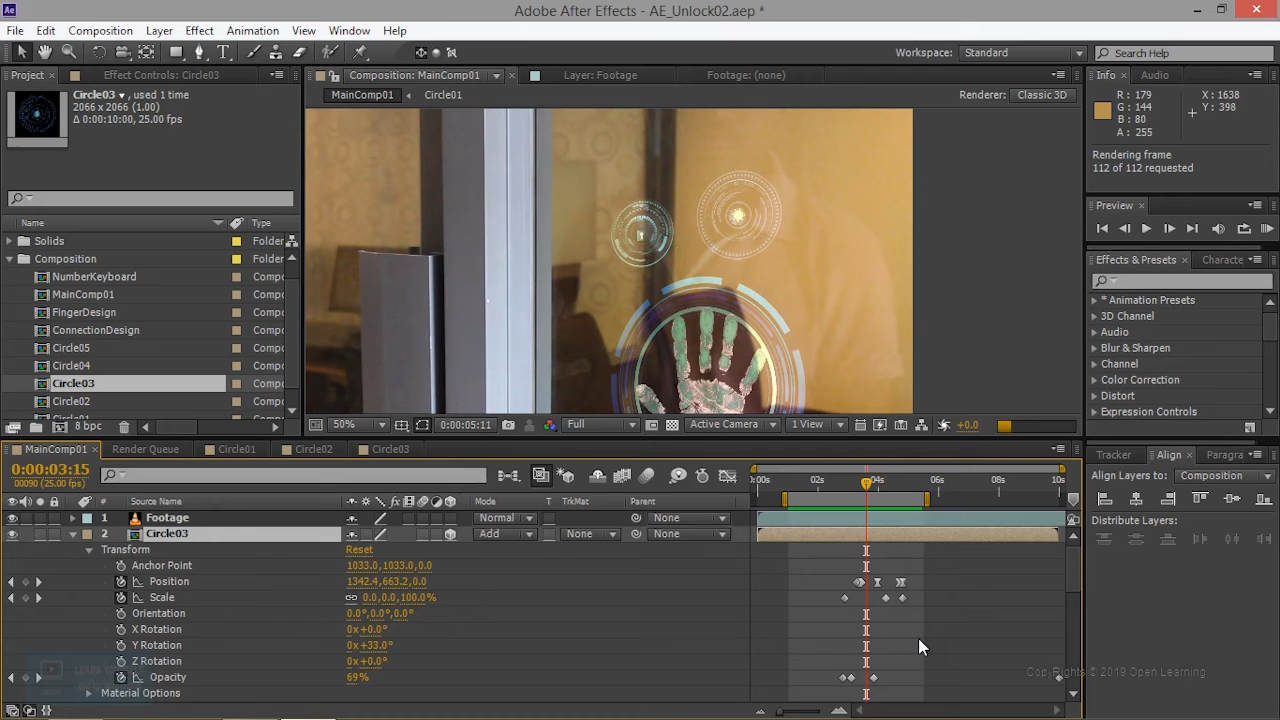 Adobe After Effects - AE_Unlock02.aep *
File Edit Composition Layer Effect Animation View Window Help
Workspace: Standard Search Help
Project Effect Controls: Circle03 Composition: MainComp01 Layer: Footage Footage: (none) Info Audio
Circle03 , used 1 time
2066 x 2066 (1.00)
Δ 0:00:10:00, 25.00 fps
MainComp01 Circle01 Renderer: Classic 3D
R : 179 X : 1638
G : 144 Y : 398
B : 80
A : 255
Rendering frame
112 of 112 requested
Preview
Effects & Presets Characte
* Animation Presets
3D Channel
Audio
Blur & Sharpen
Channel
Color Correction
Distort
Expression Controls
Name Type
Solids Folder
Composition Folder
NumberKeyboard Compo
MainComp01 Compo
FingerDesign Compo
ConnectionDesign Compo
Circle05 Compo
Circle04 Compo
Circle03 Compo
Circle02 Compo
Circle01 Compo
8 bpc
50% 0:00:05:11 Full Active Camera 1 View +0.0
MainComp01 Render Queue Circle01 Circle02 Circle03
Tracker Align Paragra
0:00:03:15
00090 (25.00 fps)
0:00s 02s 04s 06s 08s 10s
Align Layers to: Composition
Distribute Layers:
# Source Name fx Mode T TrkMat Parent
1 Footage Normal None
2 Circle03 Add None None
Transform Reset
Anchor Point 1033.0,1033.0,0.0
Position 1342.4,663.2,0.0
Scale 0.0,0.0,100.0%
Orientation 0.0°,0.0°,0.0°
X Rotation 0x+0.0°
Y Rotation 0x+33.0°
Z Rotation 0x+0.0°
Opacity 69%
Material Options
Cop Rights © 2019 Open Learning